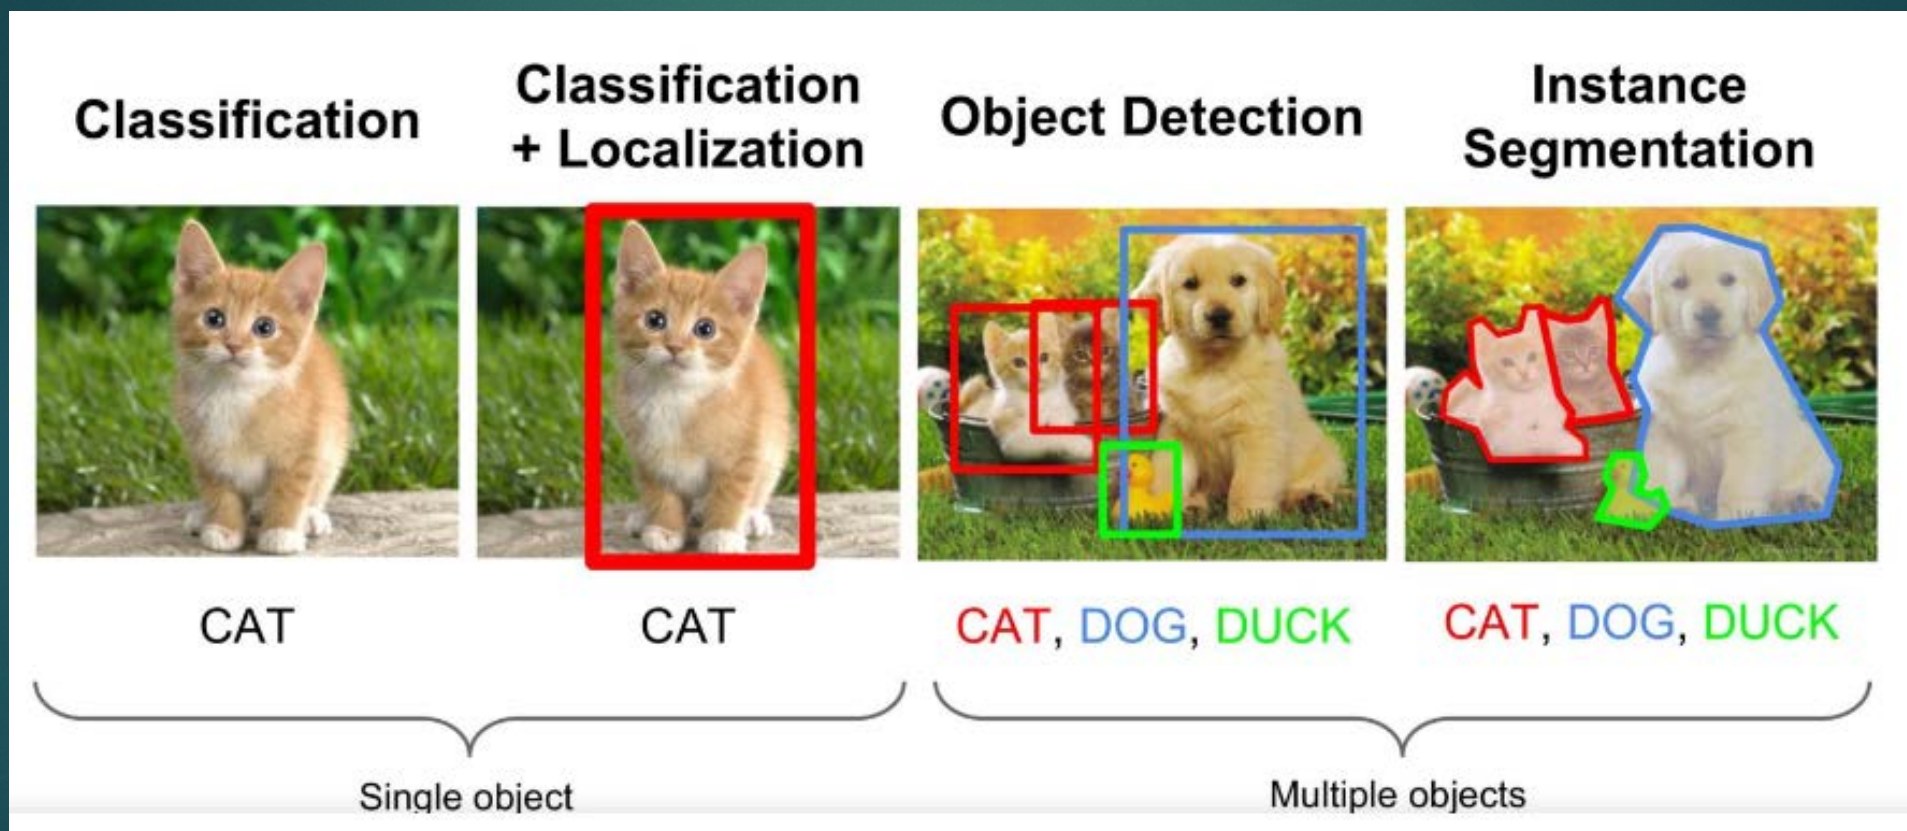 Classification
Classification
+ Localization
Object Detection
Instance
Segmentation
CAT
CAT
CAT, DOG, DUCK
CAT, DOG, DUCK
Single object
Multiple objects